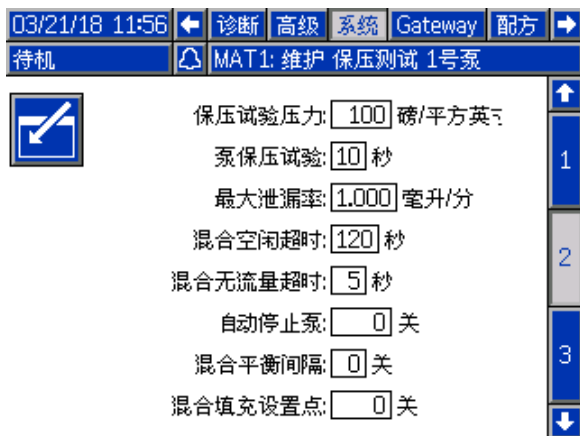 03/21/18 11:56 诊断 高级 系统 Gateway 配方
待机 MAT1: 维护 保压测试 1号泵
保压试验压力: 100 磅/平方英
泵保压试验: 10 秒
1
最大泄漏率: 1.000 毫升/分
混合空闲超时: 120 秒
2
混合无流量超时: 5 秒
自动停止泵: 0 关
混合平衡间隔: 0 关
3
混合填充设置点: 0 关